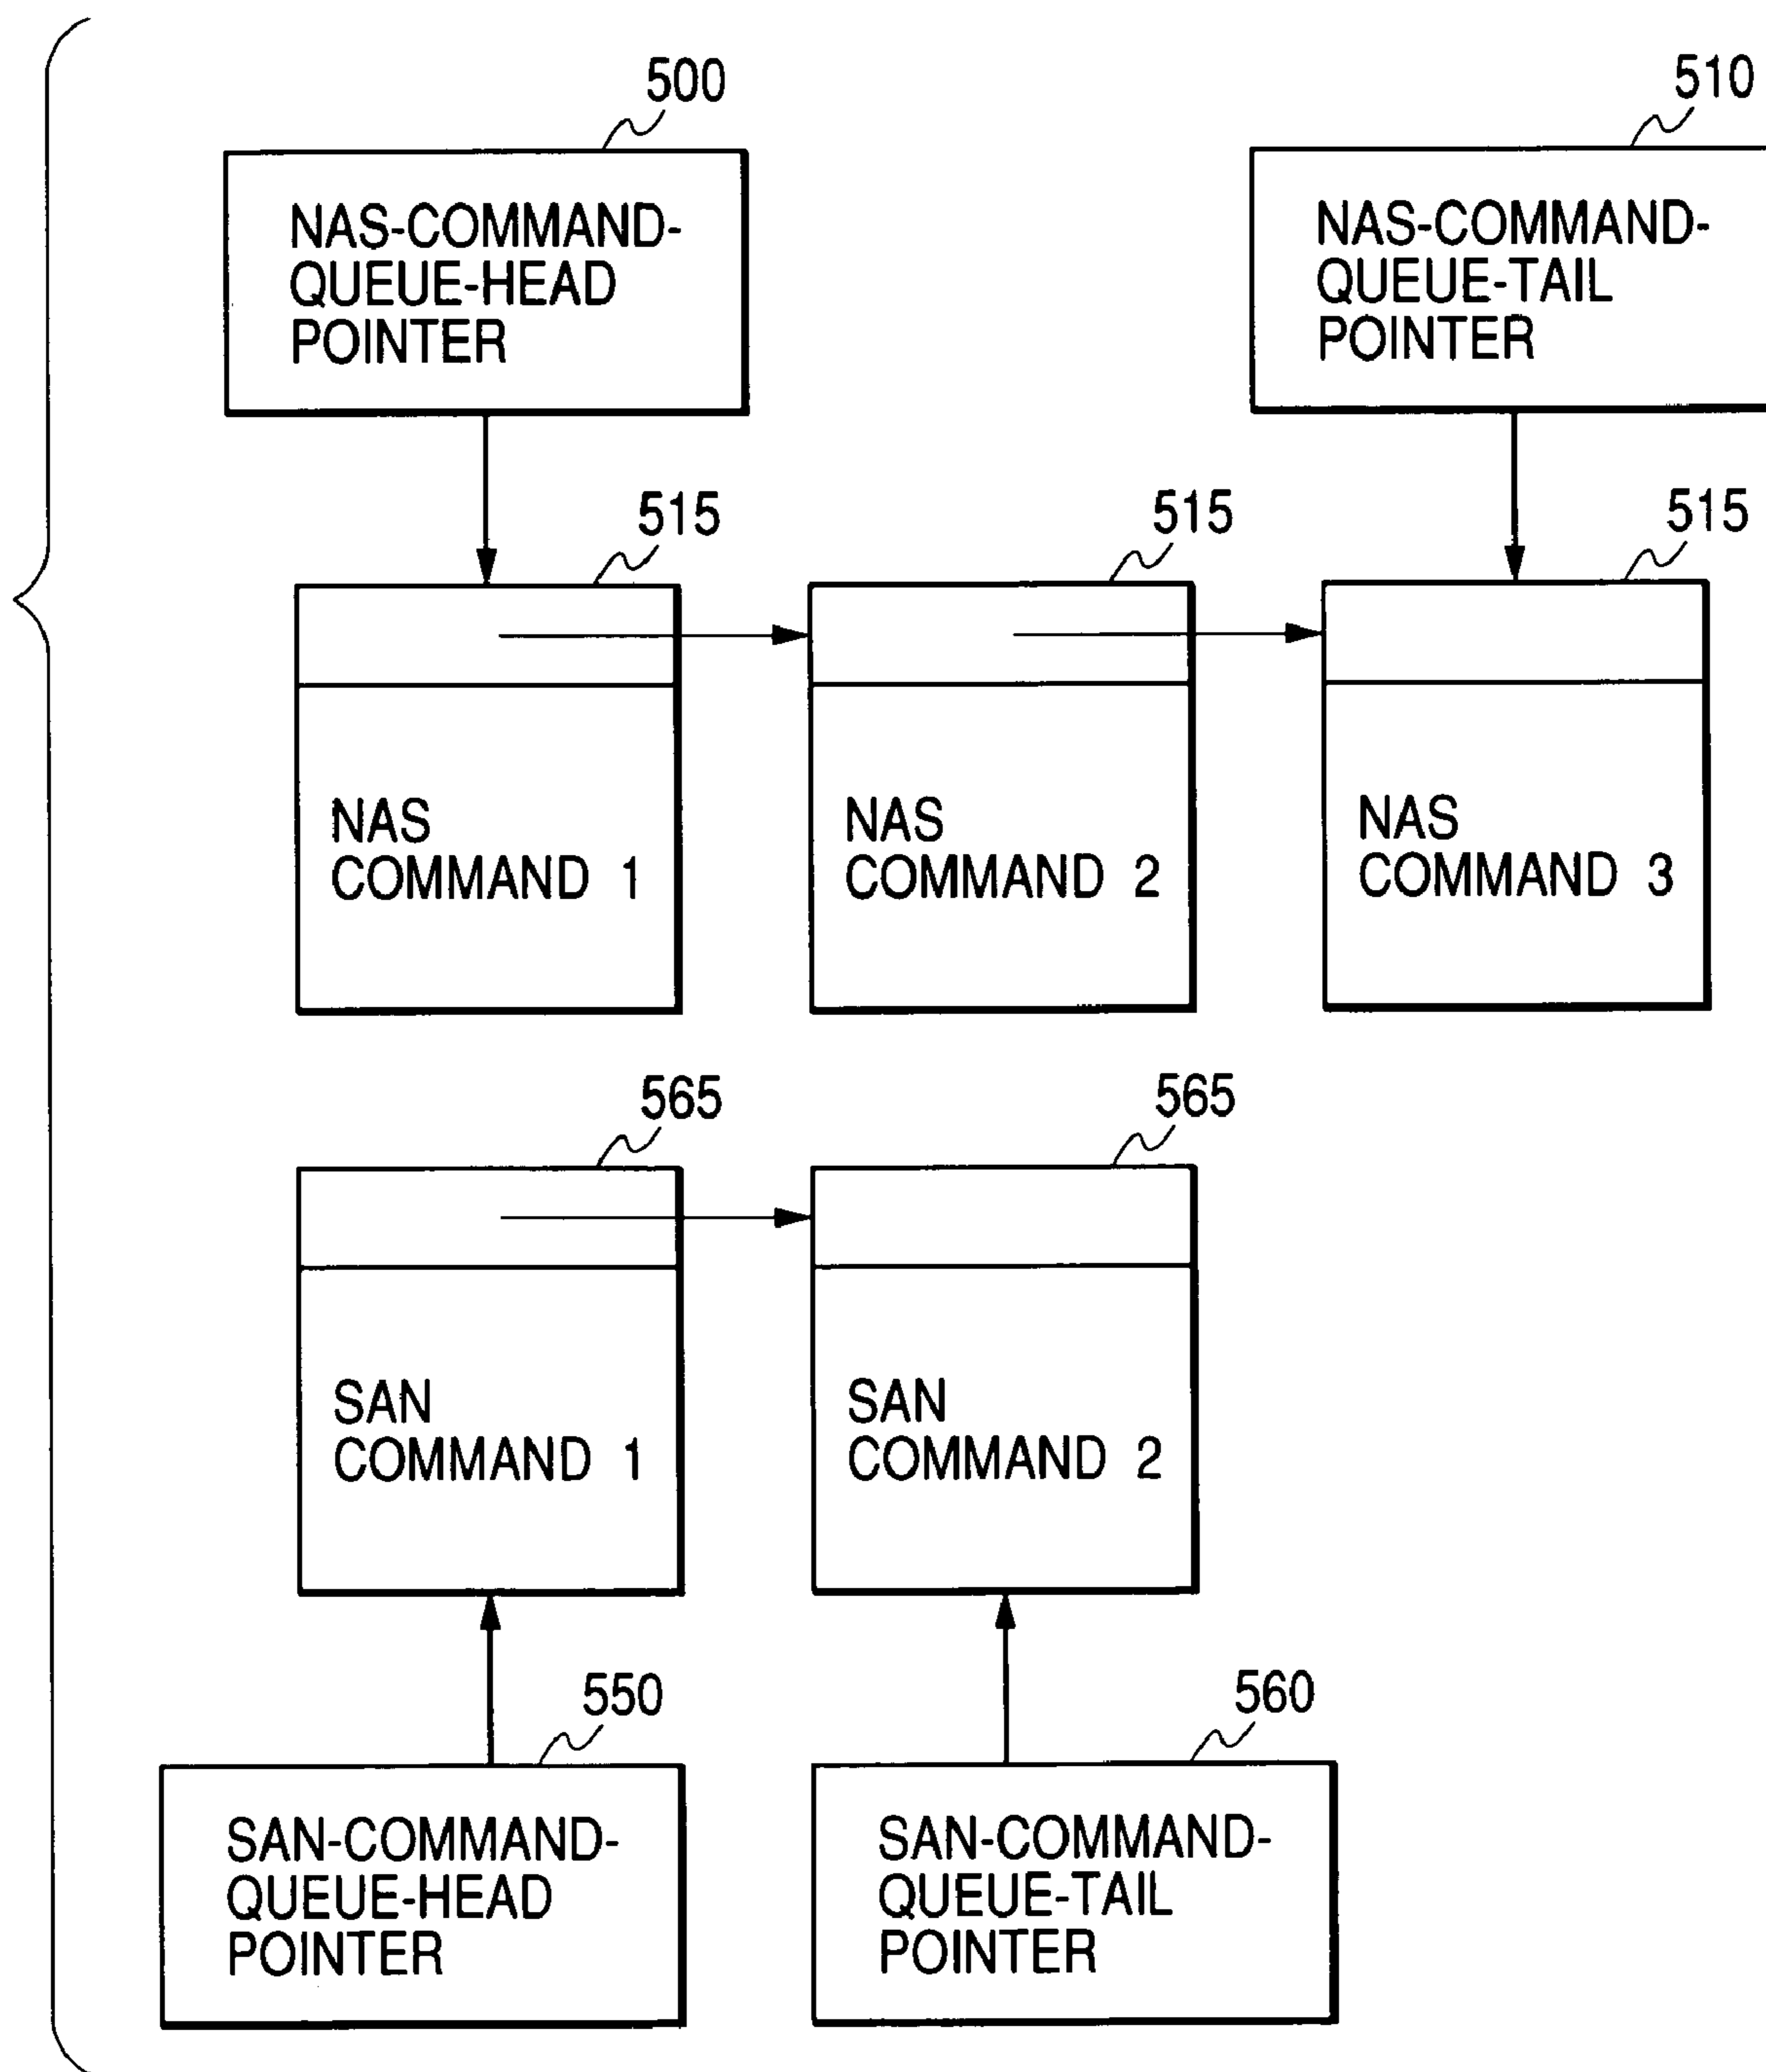 500
510
NAS-COMMAND-
QUEUE-HEAD
POINTER
NAS-COMMAND-
QUEUE-TAIL
POINTER
515
515
515
NAS
COMMAND 1
NAS
COMMAND 2
NAS
COMMAND 3
565
565
SAN
COMMAND 1
SAN
COMMAND 2
550
560
SAN-COMMAND-
QUEUE-HEAD
POINTER
SAN-COMMAND-
QUEUE-TAIL
POINTER